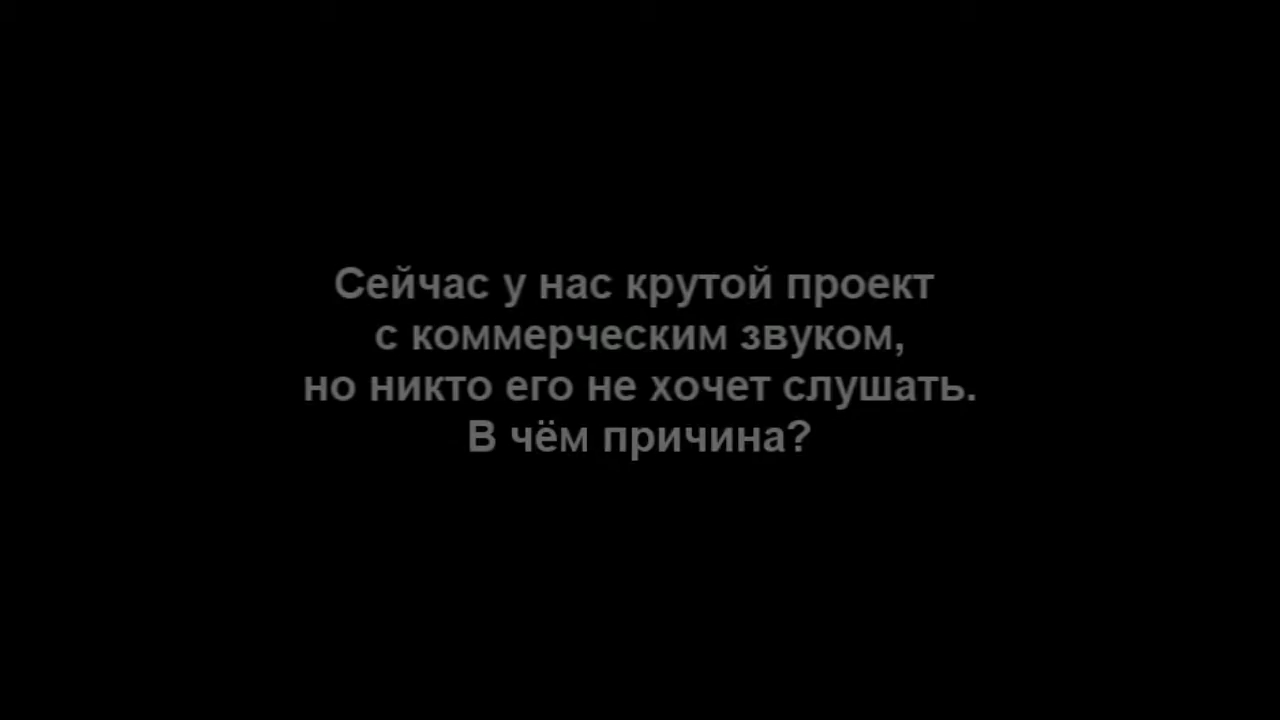 Сейчас у нас крутой проект
с коммерческим звуком,
но никто его не хочет слушать.
В чём причина?